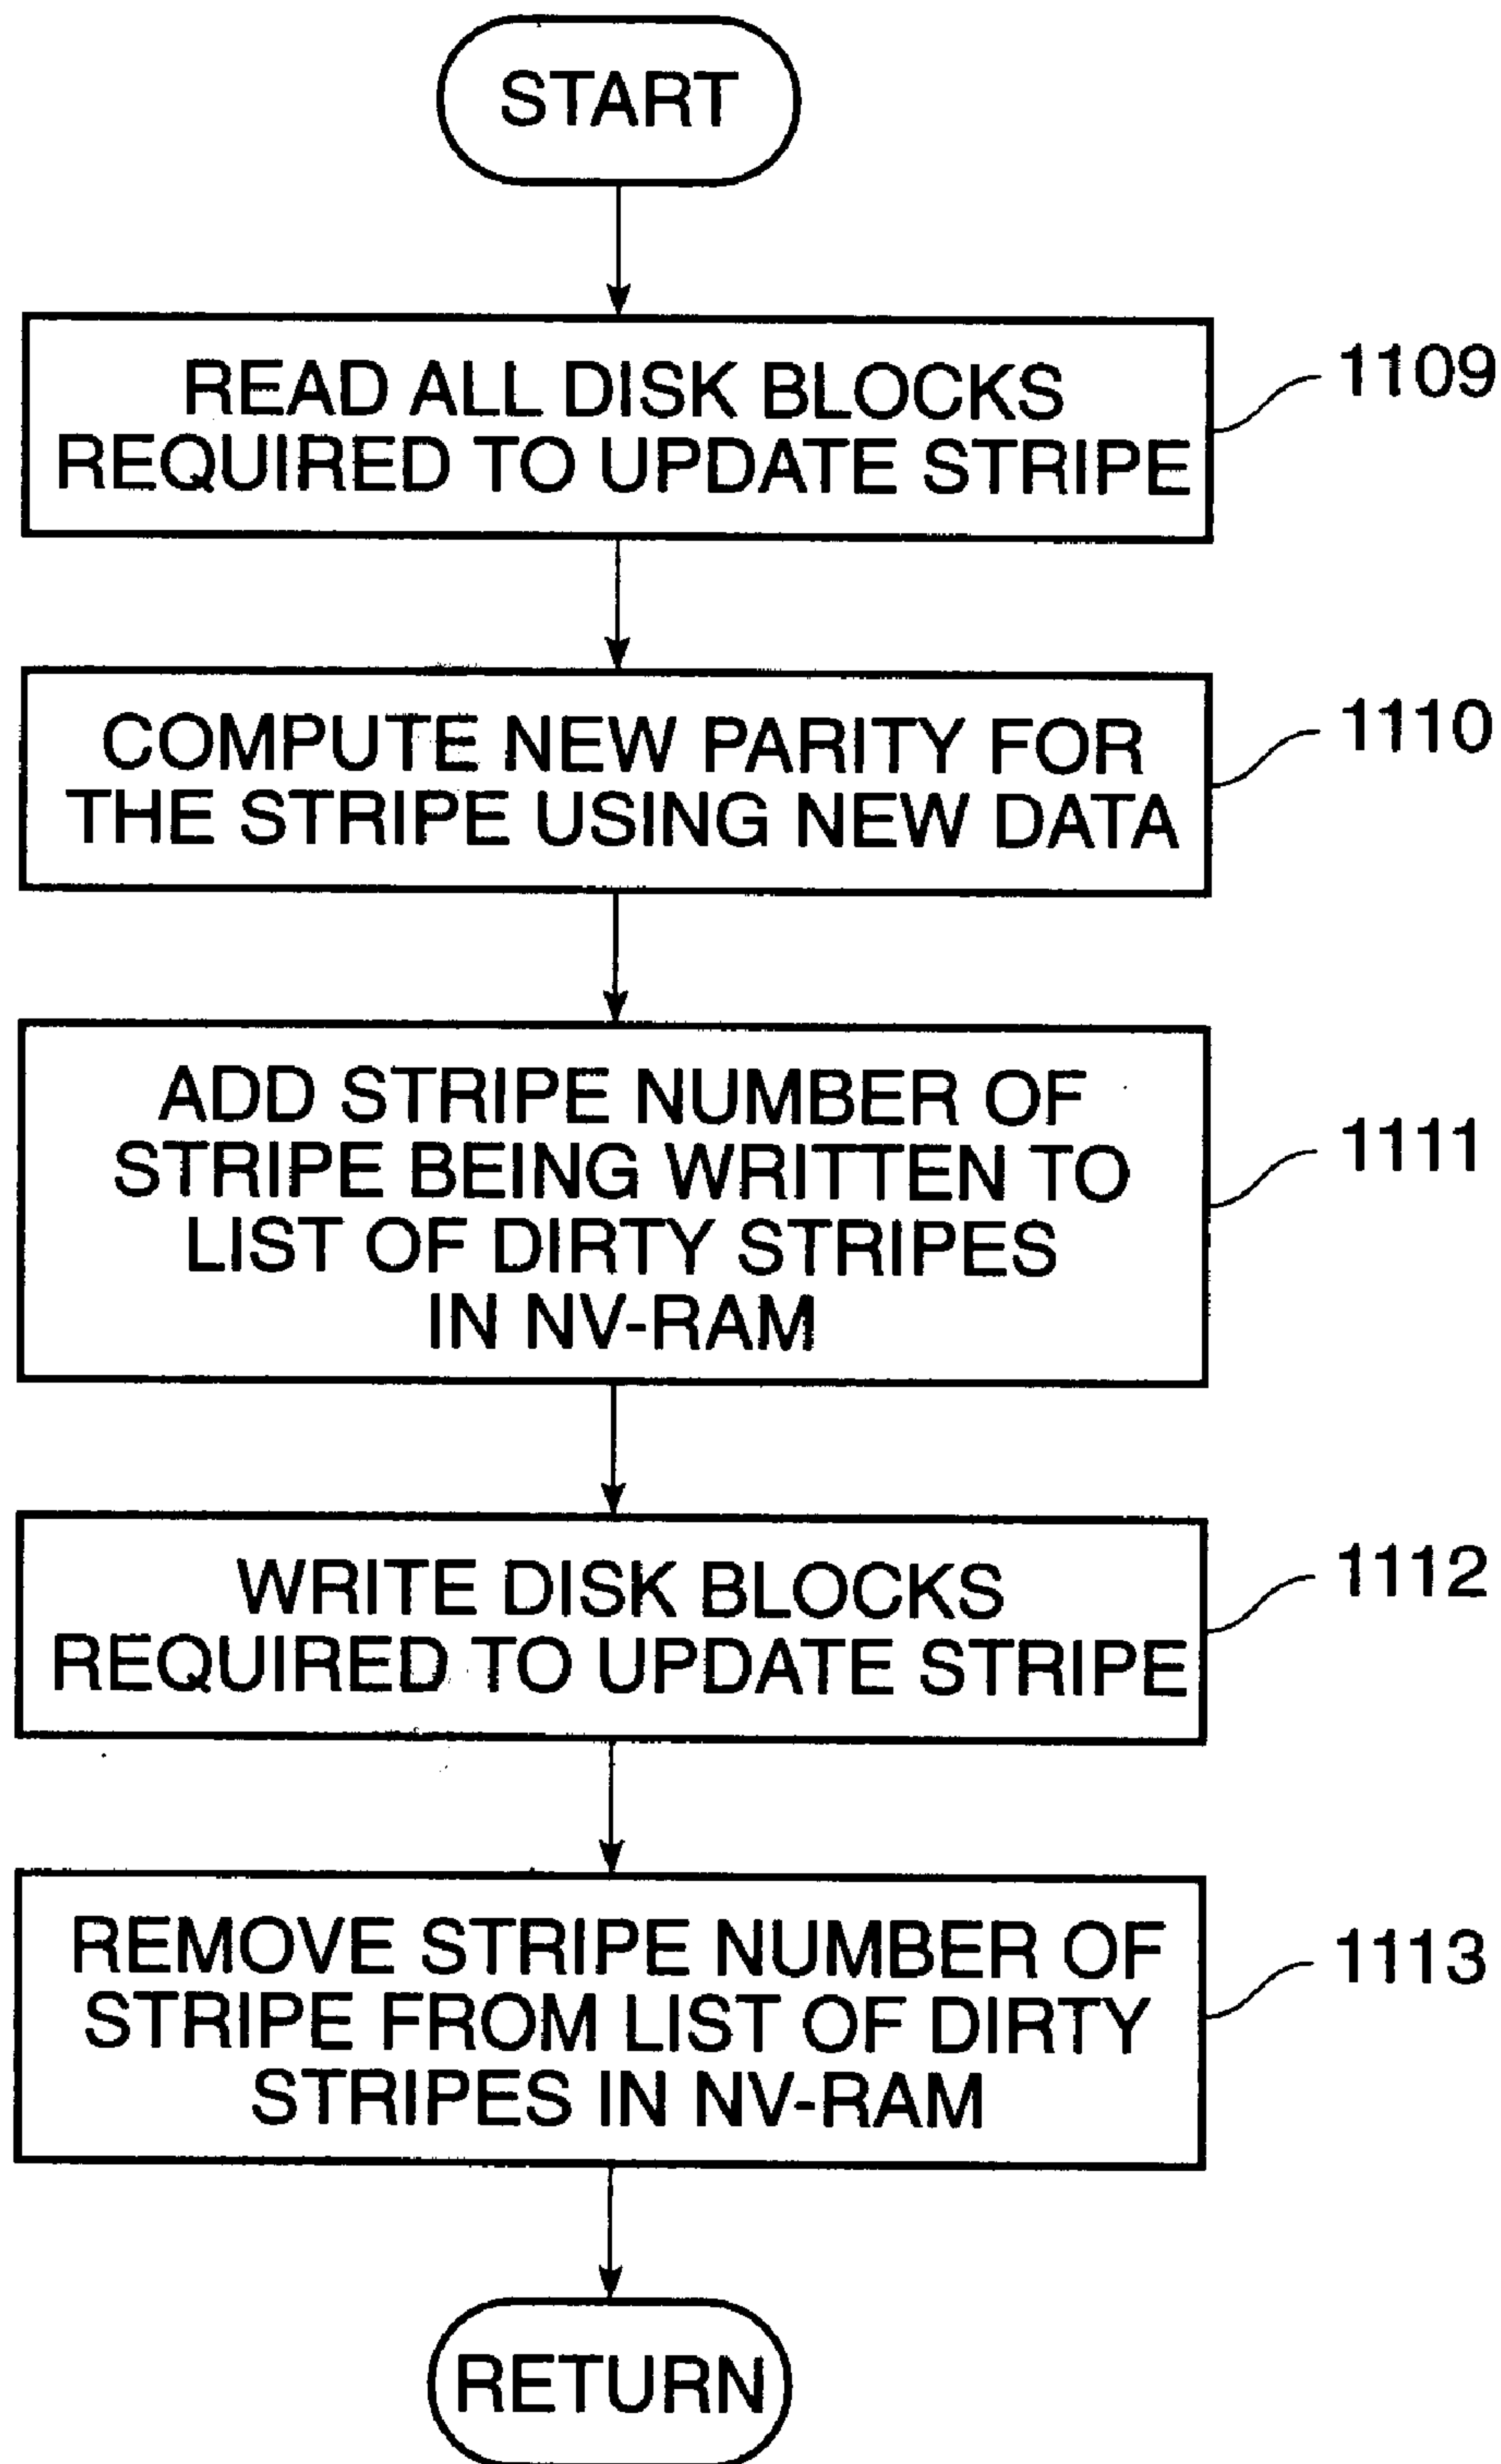 START
READ ALL DISK BLOCKS
REQUIRED TO UPDATE STRIPE
1109
COMPUTE NEW PARITY FOR
THE STRIPE USING NEW DATA
1110
ADD STRIPE NUMBER OF
STRIPE BEING WRITTEN TO
LIST OF DIRTY STRIPES
IN NV-RAM
1111
WRITE DISK BLOCKS
REQUIRED TO UPDATE STRIPE
1112
REMOVE STRIPE NUMBER OF
STRIPE FROM LIST OF DIRTY
STRIPES IN NV-RAM
1113
RETURN